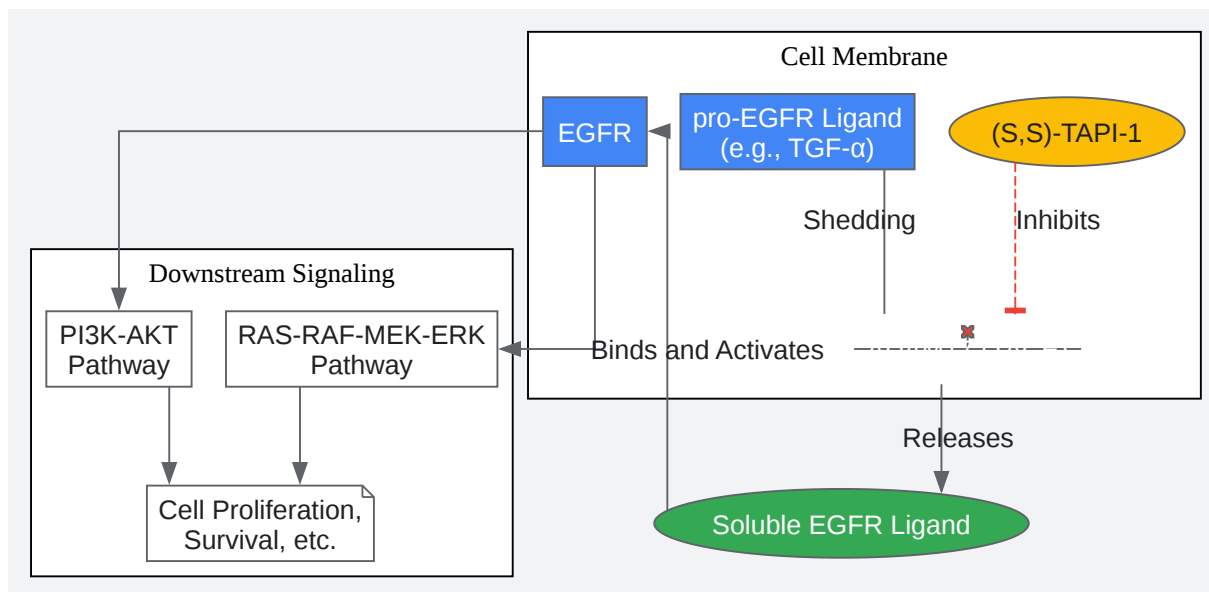 Cell Membrane
EGFR
pro-EGFR Ligand
(e.g., TGF-α)
(S,S)-TAPI-1
Shedding
Inhibits
Downstream Signaling
PI3K-AKT
Pathway
RAS-RAF-MEK-ERK
Pathway
Binds and Activates
Releases
Cell Proliferation,
Survival, etc.
Soluble EGFR Ligand